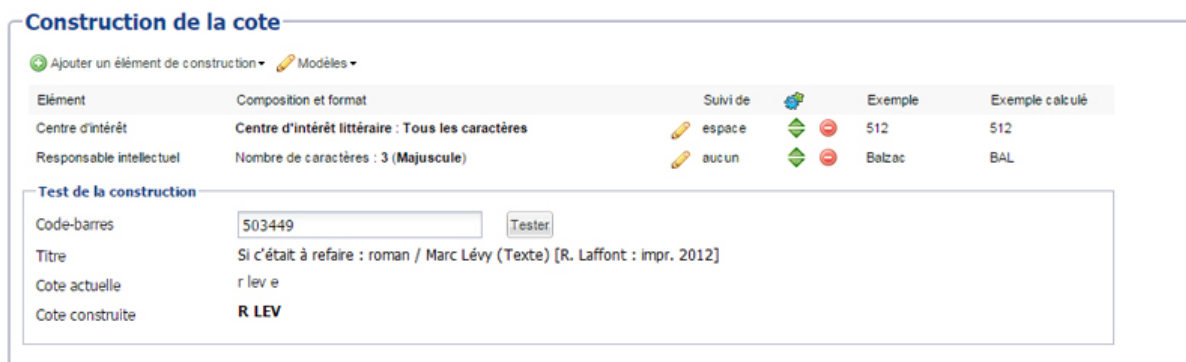 Construction de la cote
Ajouter un élément de construction Modèles
Elément Composition et format Suivi de Exemple Exemple calculé
Centre d'intérêt Centre d'intérêt littéraire : Tous les caractères espace 512 512
Responsable intellectuel Nombre de caractères : 3 (Majuscule) aucun Balzac BAL
Test de la construction
Code-barres 503449 Tester
Titre Si c'était à refaire : roman / Marc Lévy (Texte) [R. Laffont : impr. 2012]
Cote actuelle r lev e
Cote construite R LEV